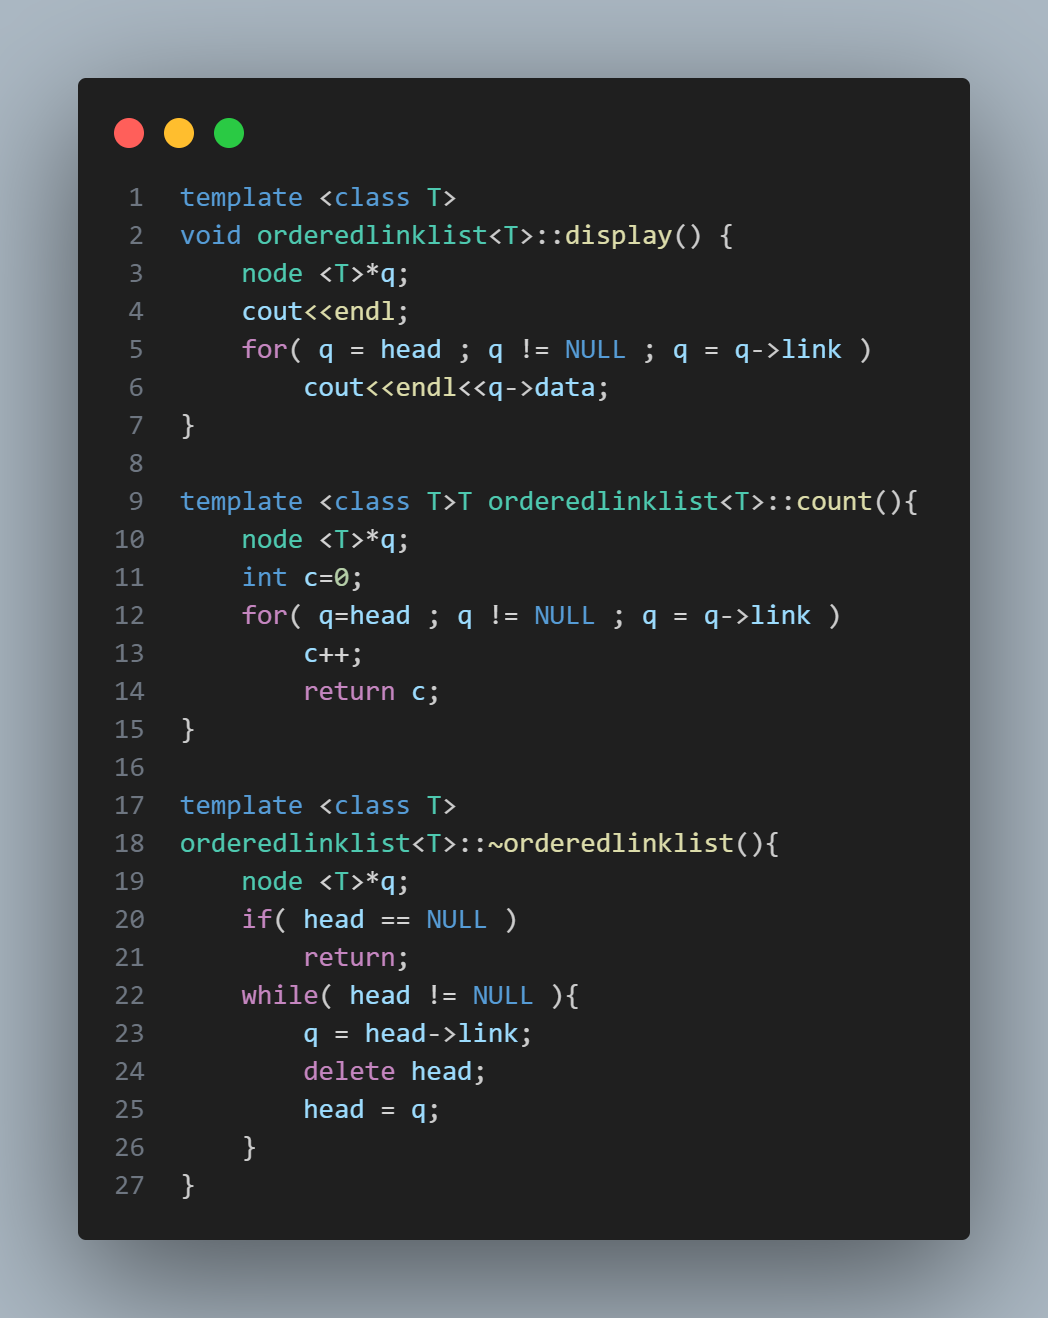 1 template <class T>
2 void orderedlinklist<T>::display() {
3     node <T>*q;
4     cout<<endl;
5     for( q = head ; q != NULL ; q = q->link )
6         cout<<endl<<q->data;
7 }
8
9 template <class T>T orderedlinklist<T>::count(){
10     node <T>*q;
11     int c=0;
12     for( q=head ; q != NULL ; q = q->link )
13         c++;
14         return c;
15 }
16
17 template <class T>
18 orderedlinklist<T>::~orderedlinklist(){
19     node <T>*q;
20     if( head == NULL )
21         return;
22     while( head != NULL ){
23         q = head->link;
24         delete head;
25         head = q;
26     }
27 }